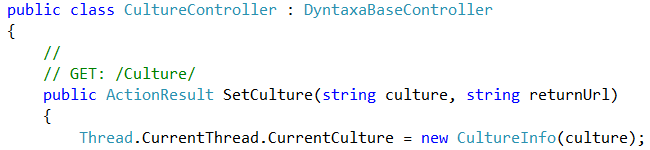 public class CultureController : DyntaxaBaseController
{
    //
    // GET: /Culture/
    public ActionResult SetCulture(string culture, string returnUrl)
    {
        Thread.CurrentThread.CurrentCulture = new CultureInfo(culture);